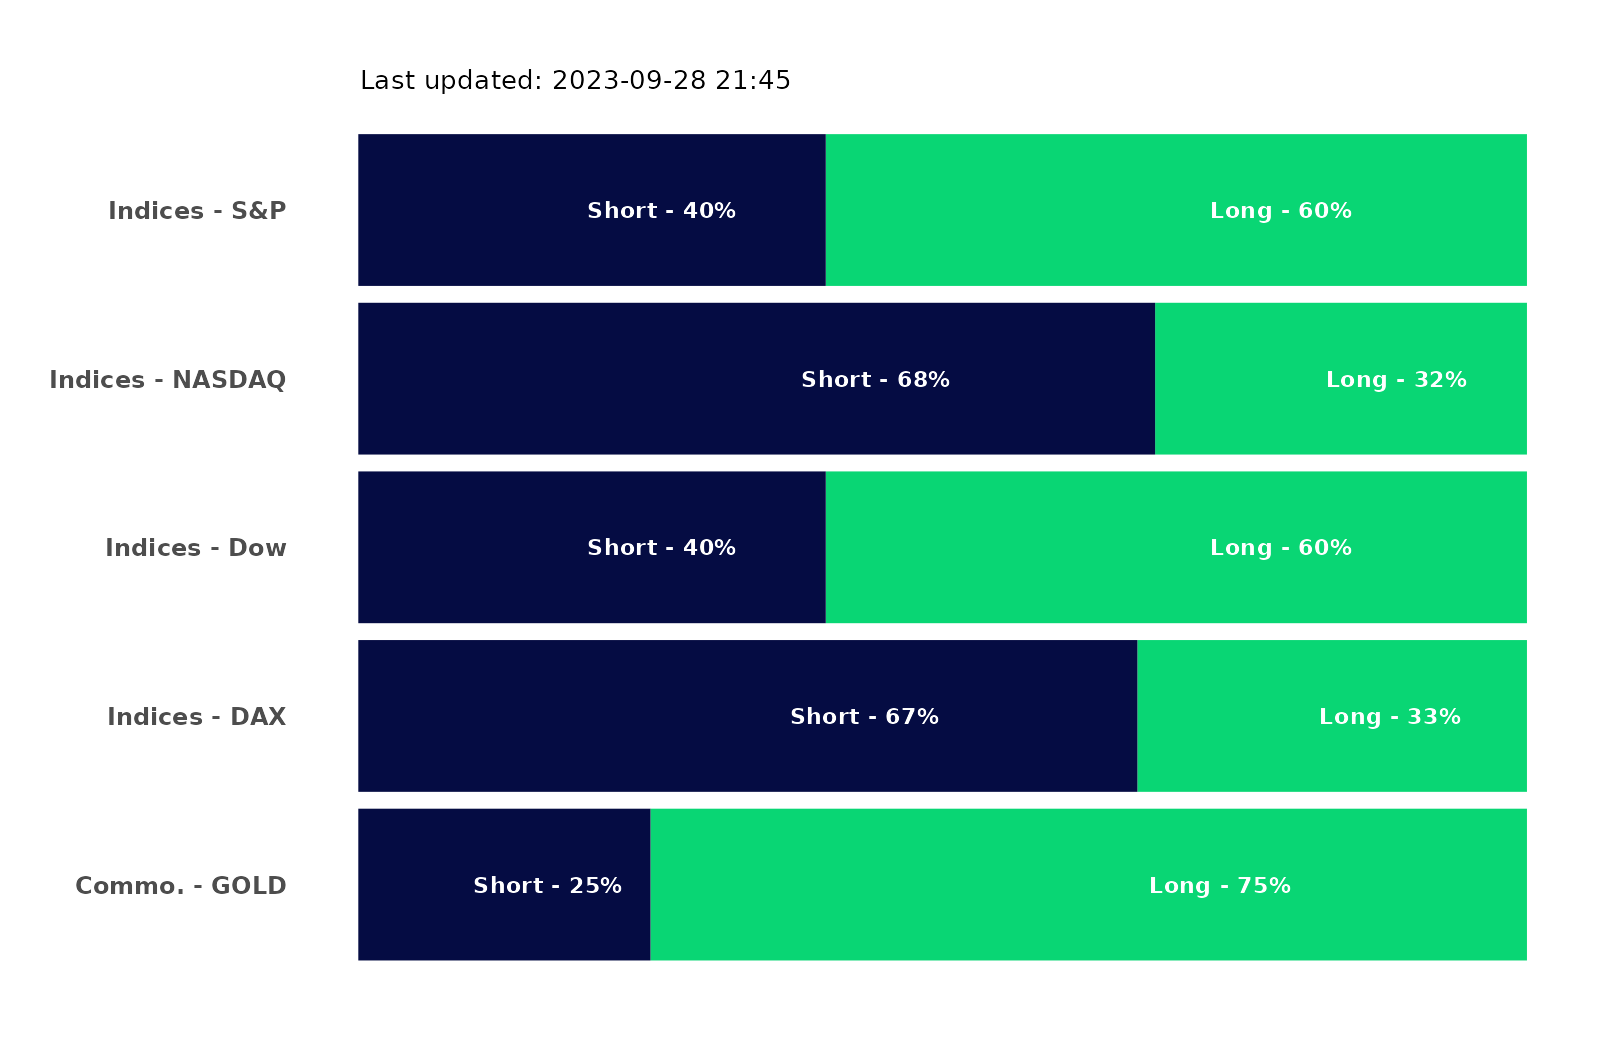 Last updated: 2023-09-28 21:45
Indices - S&P Short - 40% Long - 60%
Indices - NASDAQ Short - 68% Long - 32%
Indices - Dow Short - 40% Long - 60%
Indices - DAX Short - 67% Long - 33%
Commo. - GOLD Short - 25% Long - 75%